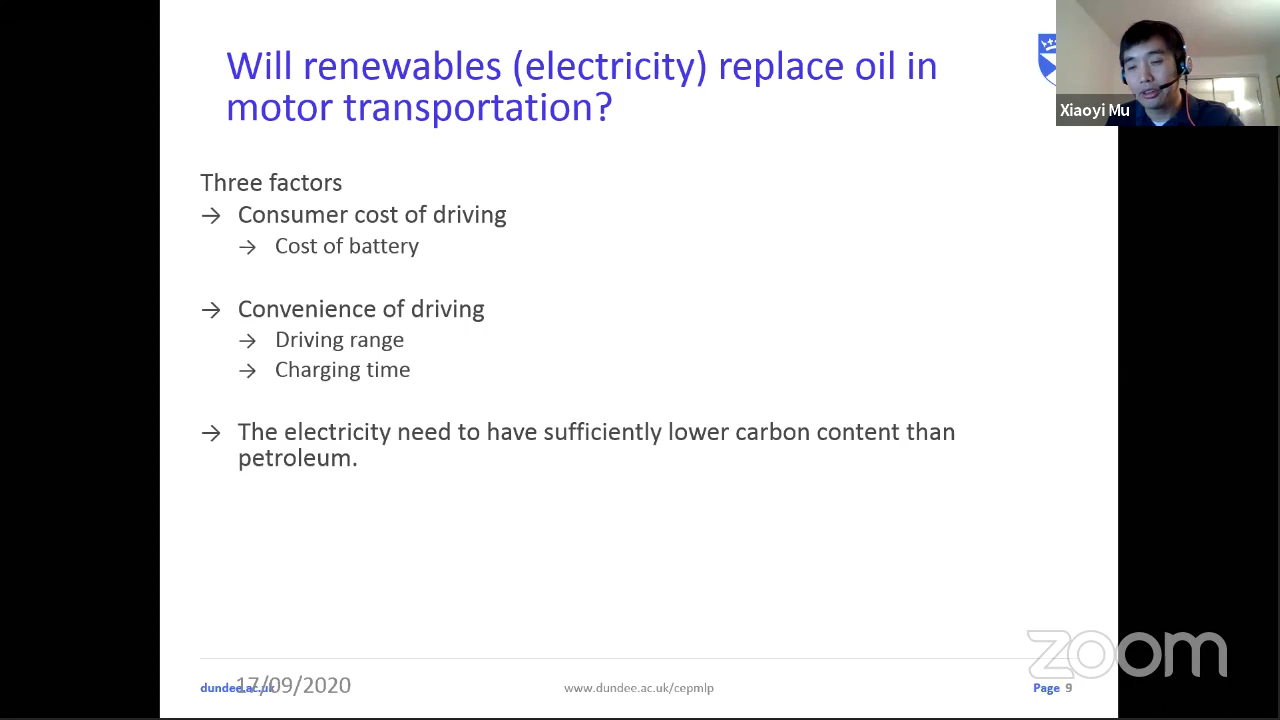 Will renewables (electricity) replace oil in
motor transportation?
Xiaoyi Mu
Three factors
→ Consumer cost of driving
→ Cost of battery
→ Convenience of driving
→ Driving range
→ Charging time
→ The electricity need to have sufficiently lower carbon content than
petroleum.
zoom
dundee.ac.uk
17/09/2020
www.dundee.ac.uk/cepmlp
Page 9